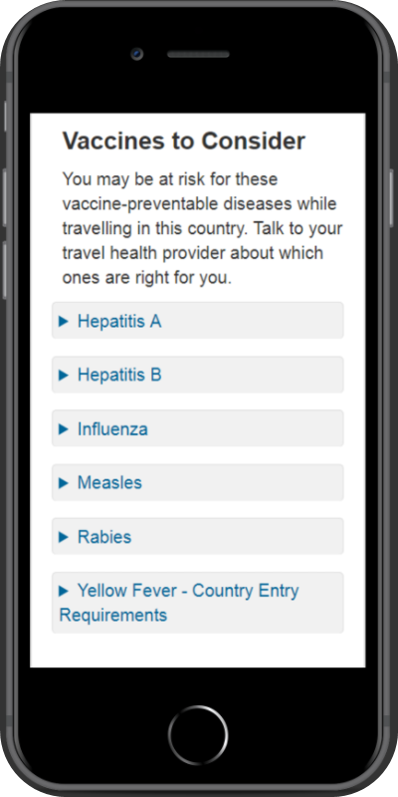 Vaccines to Consider
You may be at risk for these
vaccine-preventable diseases while
travelling in this country. Talk to your
travel health provider about which
ones are right for you.
Hepatitis A
Hepatitis B
Influenza
Measles
Rabies
Yellow Fever - Country Entry
Requirements